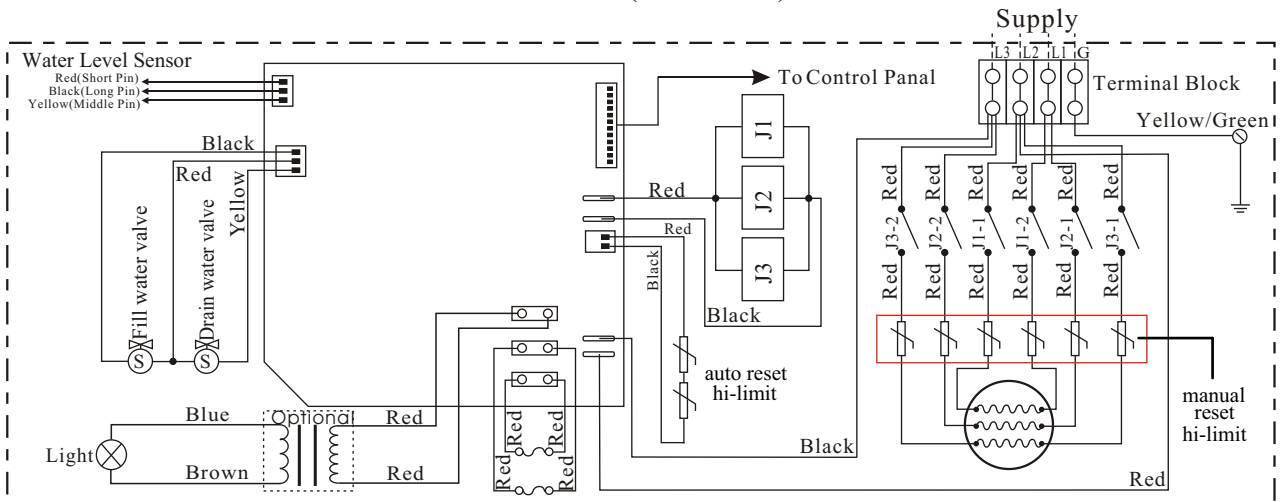 Supply
L3 L2 L1 G
Terminal Block
Yellow/Green
Water Level Sensor
Red(Short Pin)
Black(Long Pin)
Yellow(Middle Pin)
To Control Panel
J1
J2
J3
Black
Red
Yellow
Fill water valve
Drain water valve
S
S
Red
Red
Black
Black
auto reset
hi-limit
Red Red Red Red Red Red
J3-2 J2-2 J1-1 J1-2 J2-1 J3-1
Red Red Red Red Red Red
manual
reset
hi-limit
Optional
Blue
Red
Light
Brown
Red
Red Red Red Red
Black
Red